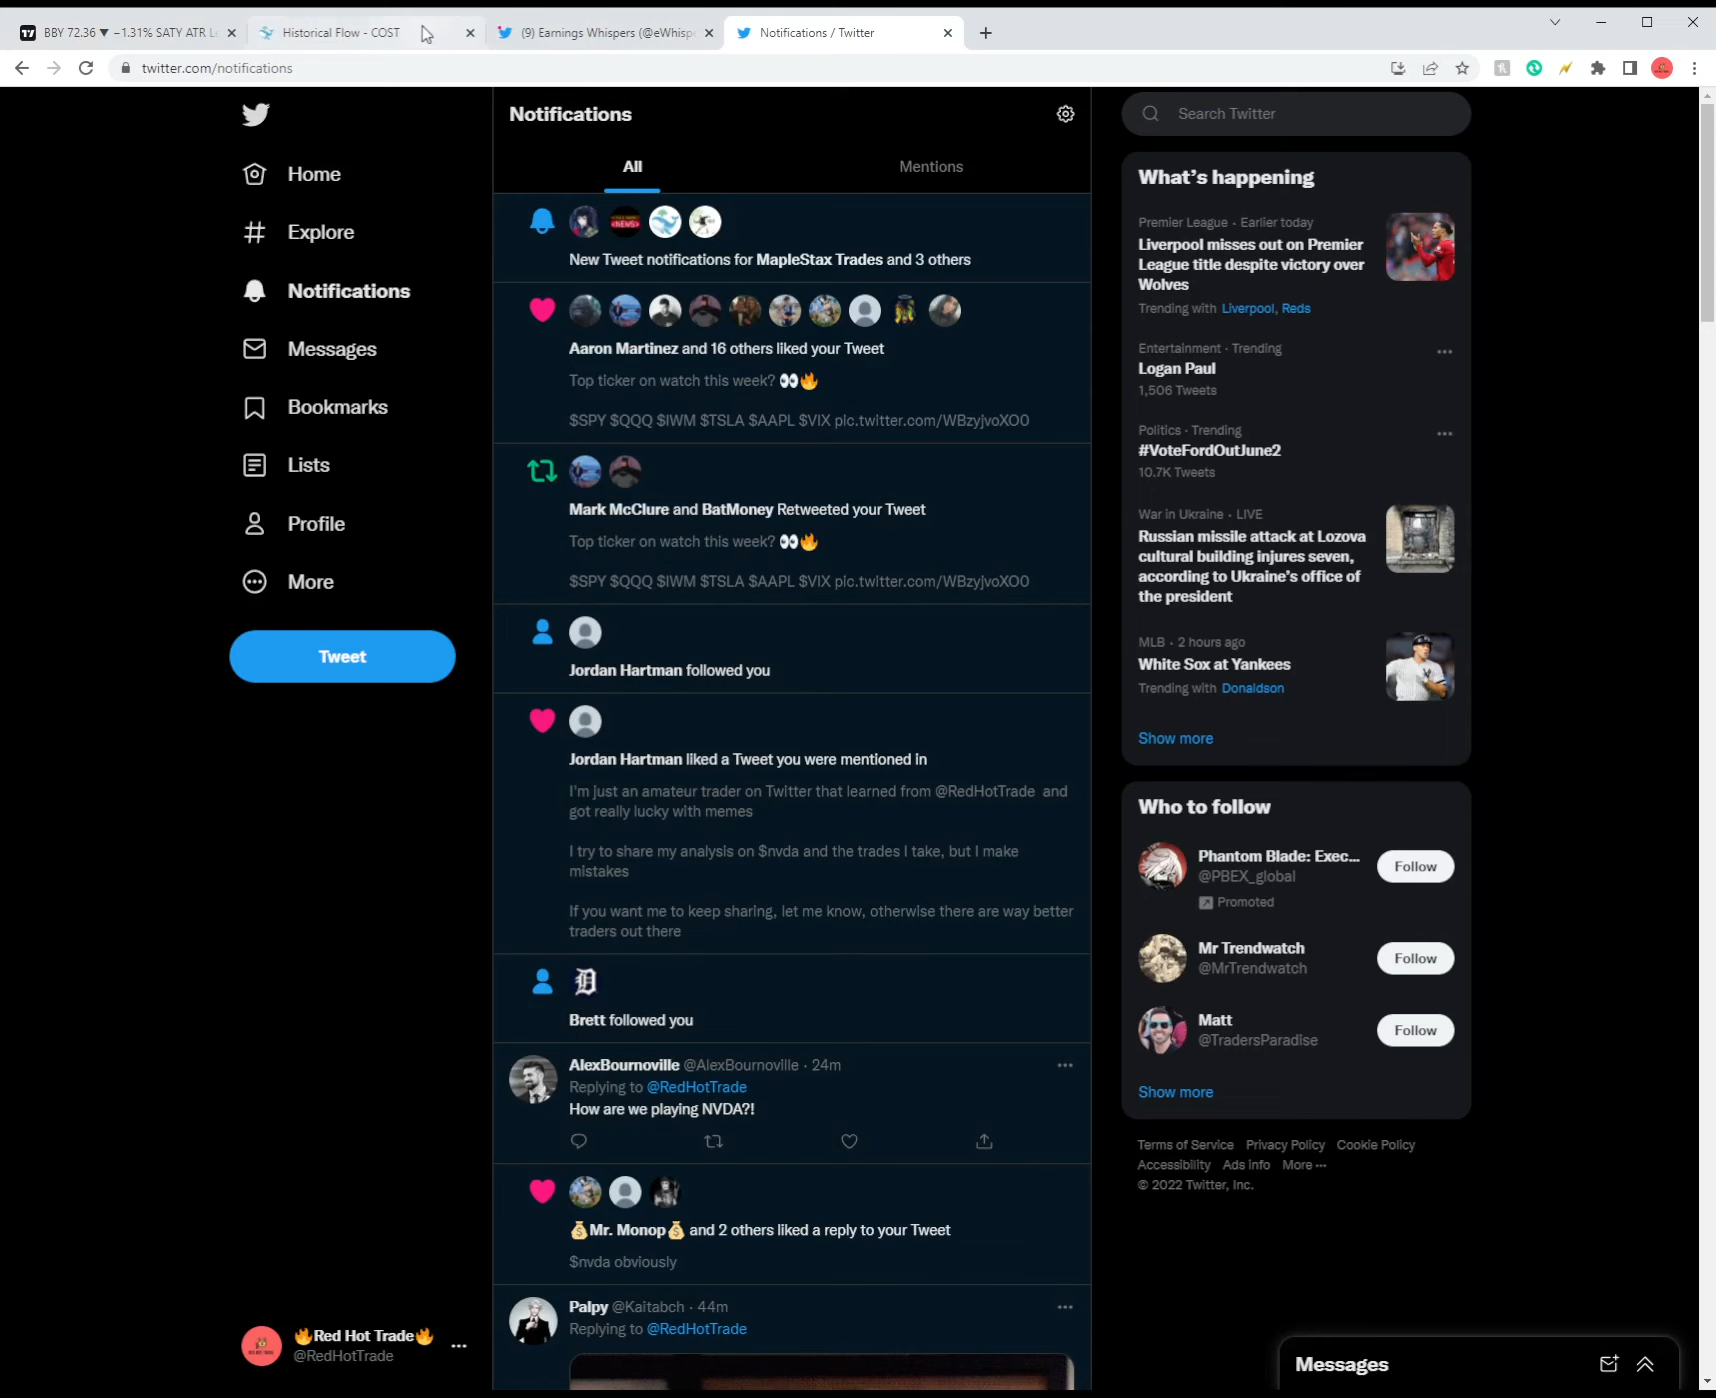 BBY 72.36 ▼ −1.31% SATY ATR L
Historical Flow - COST
(9) Earnings Whispers (@eWhisp
Notifications / Twitter
twitter.com/notifications
Home
Explore
Notifications
Messages
Bookmarks
Lists
Profile
More
Tweet
🔥Red Hot Trade🔥
@RedHotTrade
Notifications
All
Mentions
New Tweet notifications for MapleStax Trades and 3 others
Aaron Martinez and 16 others liked your Tweet
Top ticker on watch this week? 👀🔥
$SPY $QQQ $IWM $TSLA $AAPL $VIX pic.twitter.com/WBzyjvoXO0
Mark McClure and BatMoney Retweeted your Tweet
Top ticker on watch this week? 👀🔥
$SPY $QQQ $IWM $TSLA $AAPL $VIX pic.twitter.com/WBzyjvoXO0
Jordan Hartman followed you
Jordan Hartman liked a Tweet you were mentioned in
I'm just an amateur trader on Twitter that learned from @RedHotTrade and
got really lucky with memes
I try to share my analysis on $nvda and the trades I take, but I make
mistakes
If you want me to keep sharing, let me know, otherwise there are way better
traders out there
Brett followed you
AlexBournoville @AlexBournoville · 24m
Replying to @RedHotTrade
How are we playing NVDA?!
💰Mr. Monop💰 and 2 others liked a reply to your Tweet
$nvda obviously
Palpy @Kaitabch · 44m
Replying to @RedHotTrade
Search Twitter
What's happening
Premier League · Earlier today
Liverpool misses out on Premier
League title despite victory over
Wolves
Trending with Liverpool, Reds
Entertainment · Trending
Logan Paul
1,506 Tweets
Politics · Trending
#VoteFordOutJune2
10.7K Tweets
War in Ukraine · LIVE
Russian missile attack at Lozova
cultural building injures seven,
according to Ukraine's office of
the president
MLB · 2 hours ago
White Sox at Yankees
Trending with Donaldson
Show more
Who to follow
Phantom Blade: Exec...
@PBEX_global
Promoted
Follow
Mr Trendwatch
@MrTrendwatch
Follow
Matt
@TradersParadise
Follow
Show more
Terms of Service Privacy Policy Cookie Policy
Accessibility Ads info More ···
© 2022 Twitter, Inc.
Messages